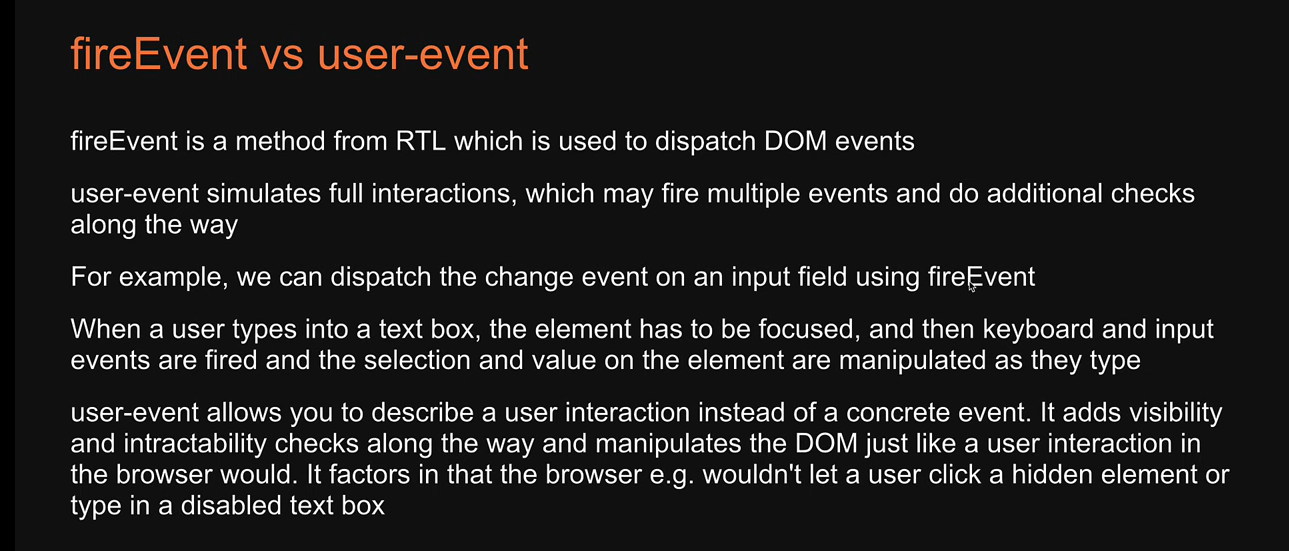 fireEvent vs user-event
fireEvent is a method from RTL which is used to dispatch DOM events
user-event simulates full interactions, which may fire multiple events and do additional checks
along the way
For example, we can dispatch the change event on an input field using fireEvent
When a user types into a text box, the element has to be focused, and then keyboard and input
events are fired and the selection and value on the element are manipulated as they type
user-event allows you to describe a user interaction instead of a concrete event. It adds visibility
and intractability checks along the way and manipulates the DOM just like a user interaction in
the browser would. It factors in that the browser e.g. wouldn't let a user click a hidden element or
type in a disabled text box